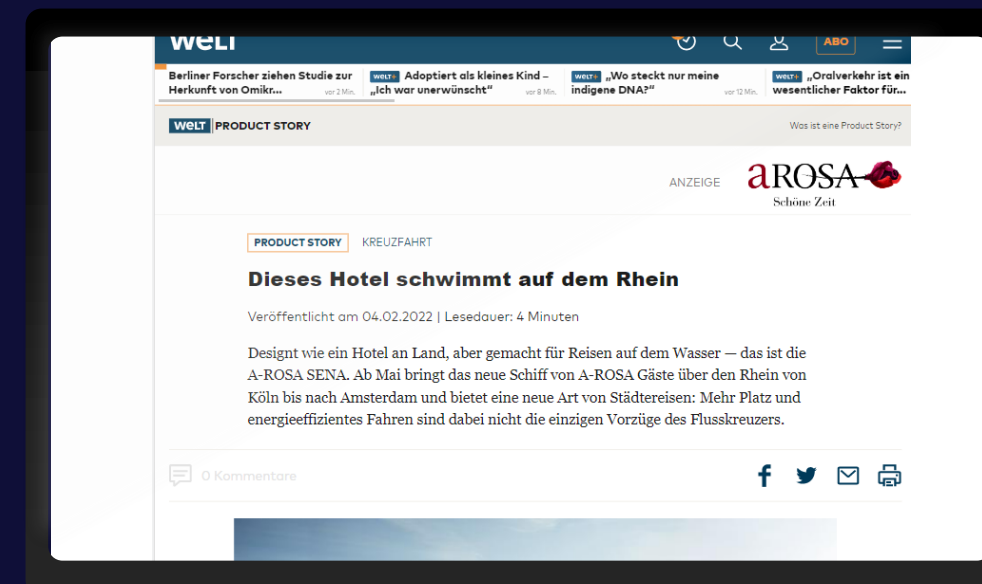 WELT
ABO
Berliner Forscher ziehen Studie zur
Herkunft von Omikr... vor 2 Min.
WELT+ Adoptiert als kleines Kind –
„Ich war unerwünscht“ vor 8 Min.
WELT+ „Wo steckt nur meine
indigene DNA?“ vor 12 Min.
WELT+ „Oralverkehr ist ein
wesentlicher Faktor für...
WELT PRODUCT STORY
Was ist eine Product Story?
ANZEIGE
aROSA
Schöne Zeit
PRODUCT STORY KREUZFAHRT
Dieses Hotel schwimmt auf dem Rhein
Veröffentlicht am 04.02.2022 | Lesedauer: 4 Minuten
Designt wie ein Hotel an Land, aber gemacht für Reisen auf dem Wasser — das ist die
A-ROSA SENA. Ab Mai bringt das neue Schiff von A-ROSA Gäste über den Rhein von
Köln bis nach Amsterdam und bietet eine neue Art von Städtereisen: Mehr Platz und
energieeffizientes Fahren sind dabei nicht die einzigen Vorzüge des Flusskreuzers.
0 Kommentare